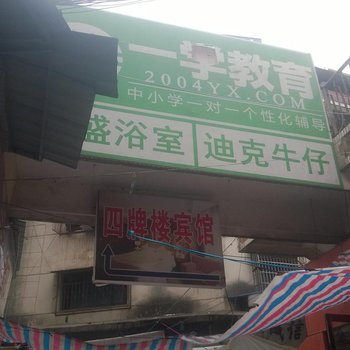 一学教育
2004YX.COM
中小学一对一个性化辅导
盛浴室 迪克牛仔
四牌楼宾馆